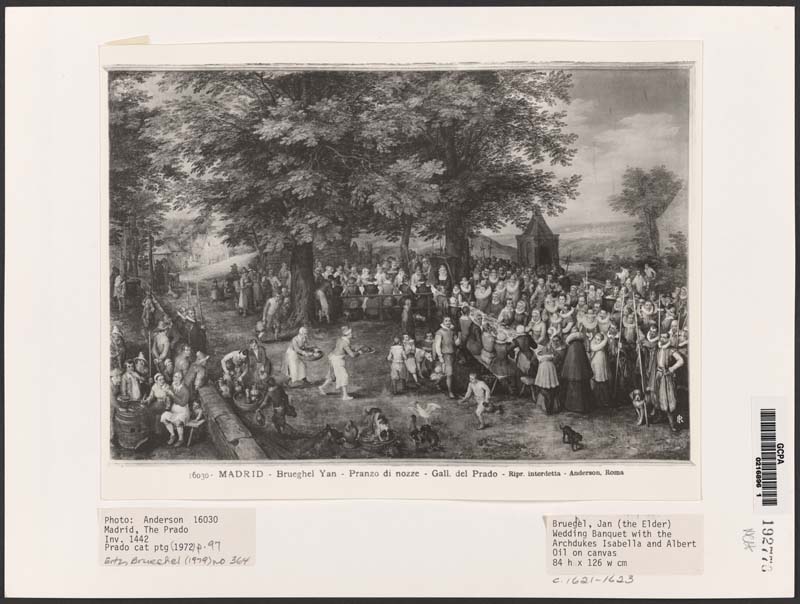 16030 - MADRID - Brueghel Yan - Pranzo di nozze - Gall. del Prado - Ripr. interdetta - Anderson, Roma
Photo: Anderson 16030
Madrid, The Prado
Inv. 1442
Prado cat ptg (1972) p. 97
Ertz, Brueghel (1979) no 364
Bruegel, Jan (the Elder)
Wedding Banquet with the
Archdukes Isabella and Albert
Oil on canvas
84 h x 126 w cm
c. 1621-1623
GCPA
0216896 1
192773